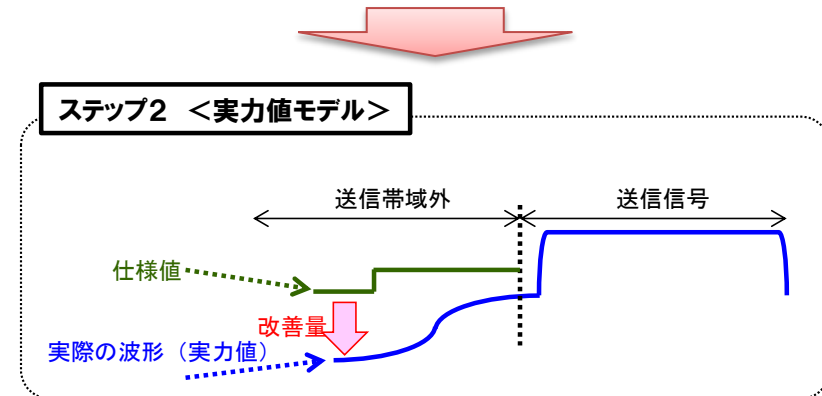 ステップ2 <実力値モデル>
送信帯域外
送信信号
仕様値
改善量
実際の波形（実力値）